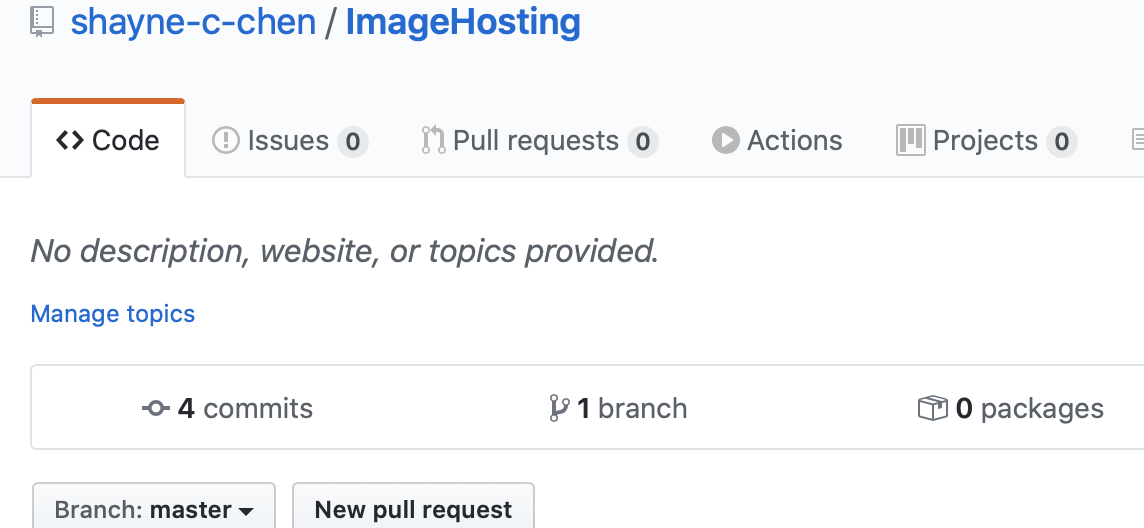 shayne-c-chen / ImageHosting
Code Issues 0 Pull requests 0 Actions Projects 0
No description, website, or topics provided.
Manage topics
4 commits 1 branch 0 packages
Branch: master New pull request